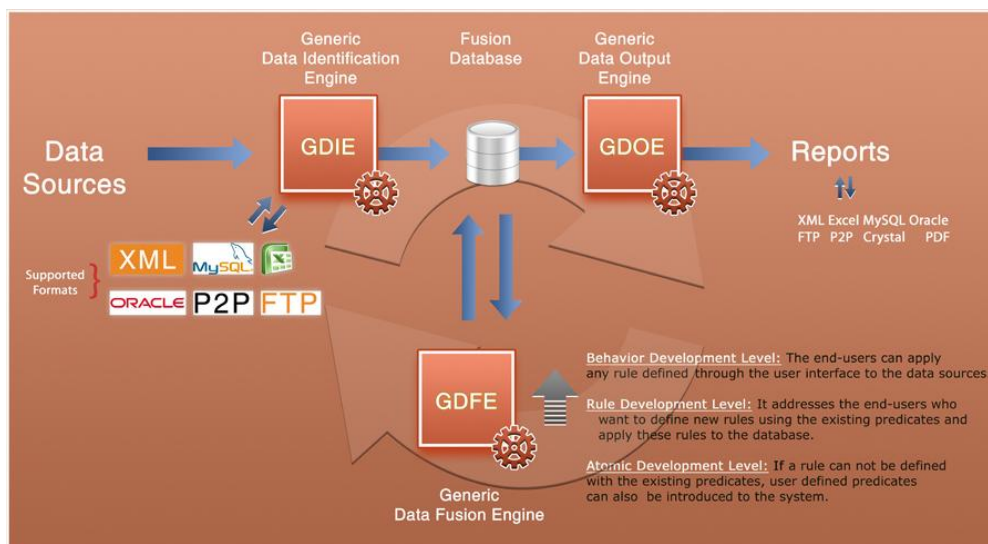 Generic
Data Identification
Engine
Fusion
Database
Generic
Data Output
Engine
Data
Sources
GDIE
GDOE
Reports
XML Excel MySQL Oracle
FTP P2P Crystal PDF
Supported
Formats
XML
MySQL
ORACLE
P2P
FTP
GDFE
Generic
Data Fusion Engine
Behavior Development Level: The end-users can apply
any rule defined through the user interface to the data sources
Rule Development Level: It addresses the end-users who
want to define new rules using the existing predicates and
apply these rules to the database.
Atomic Development Level: If a rule can not be defined
with the existing predicates, user defined predicates
can also be introduced to the system.